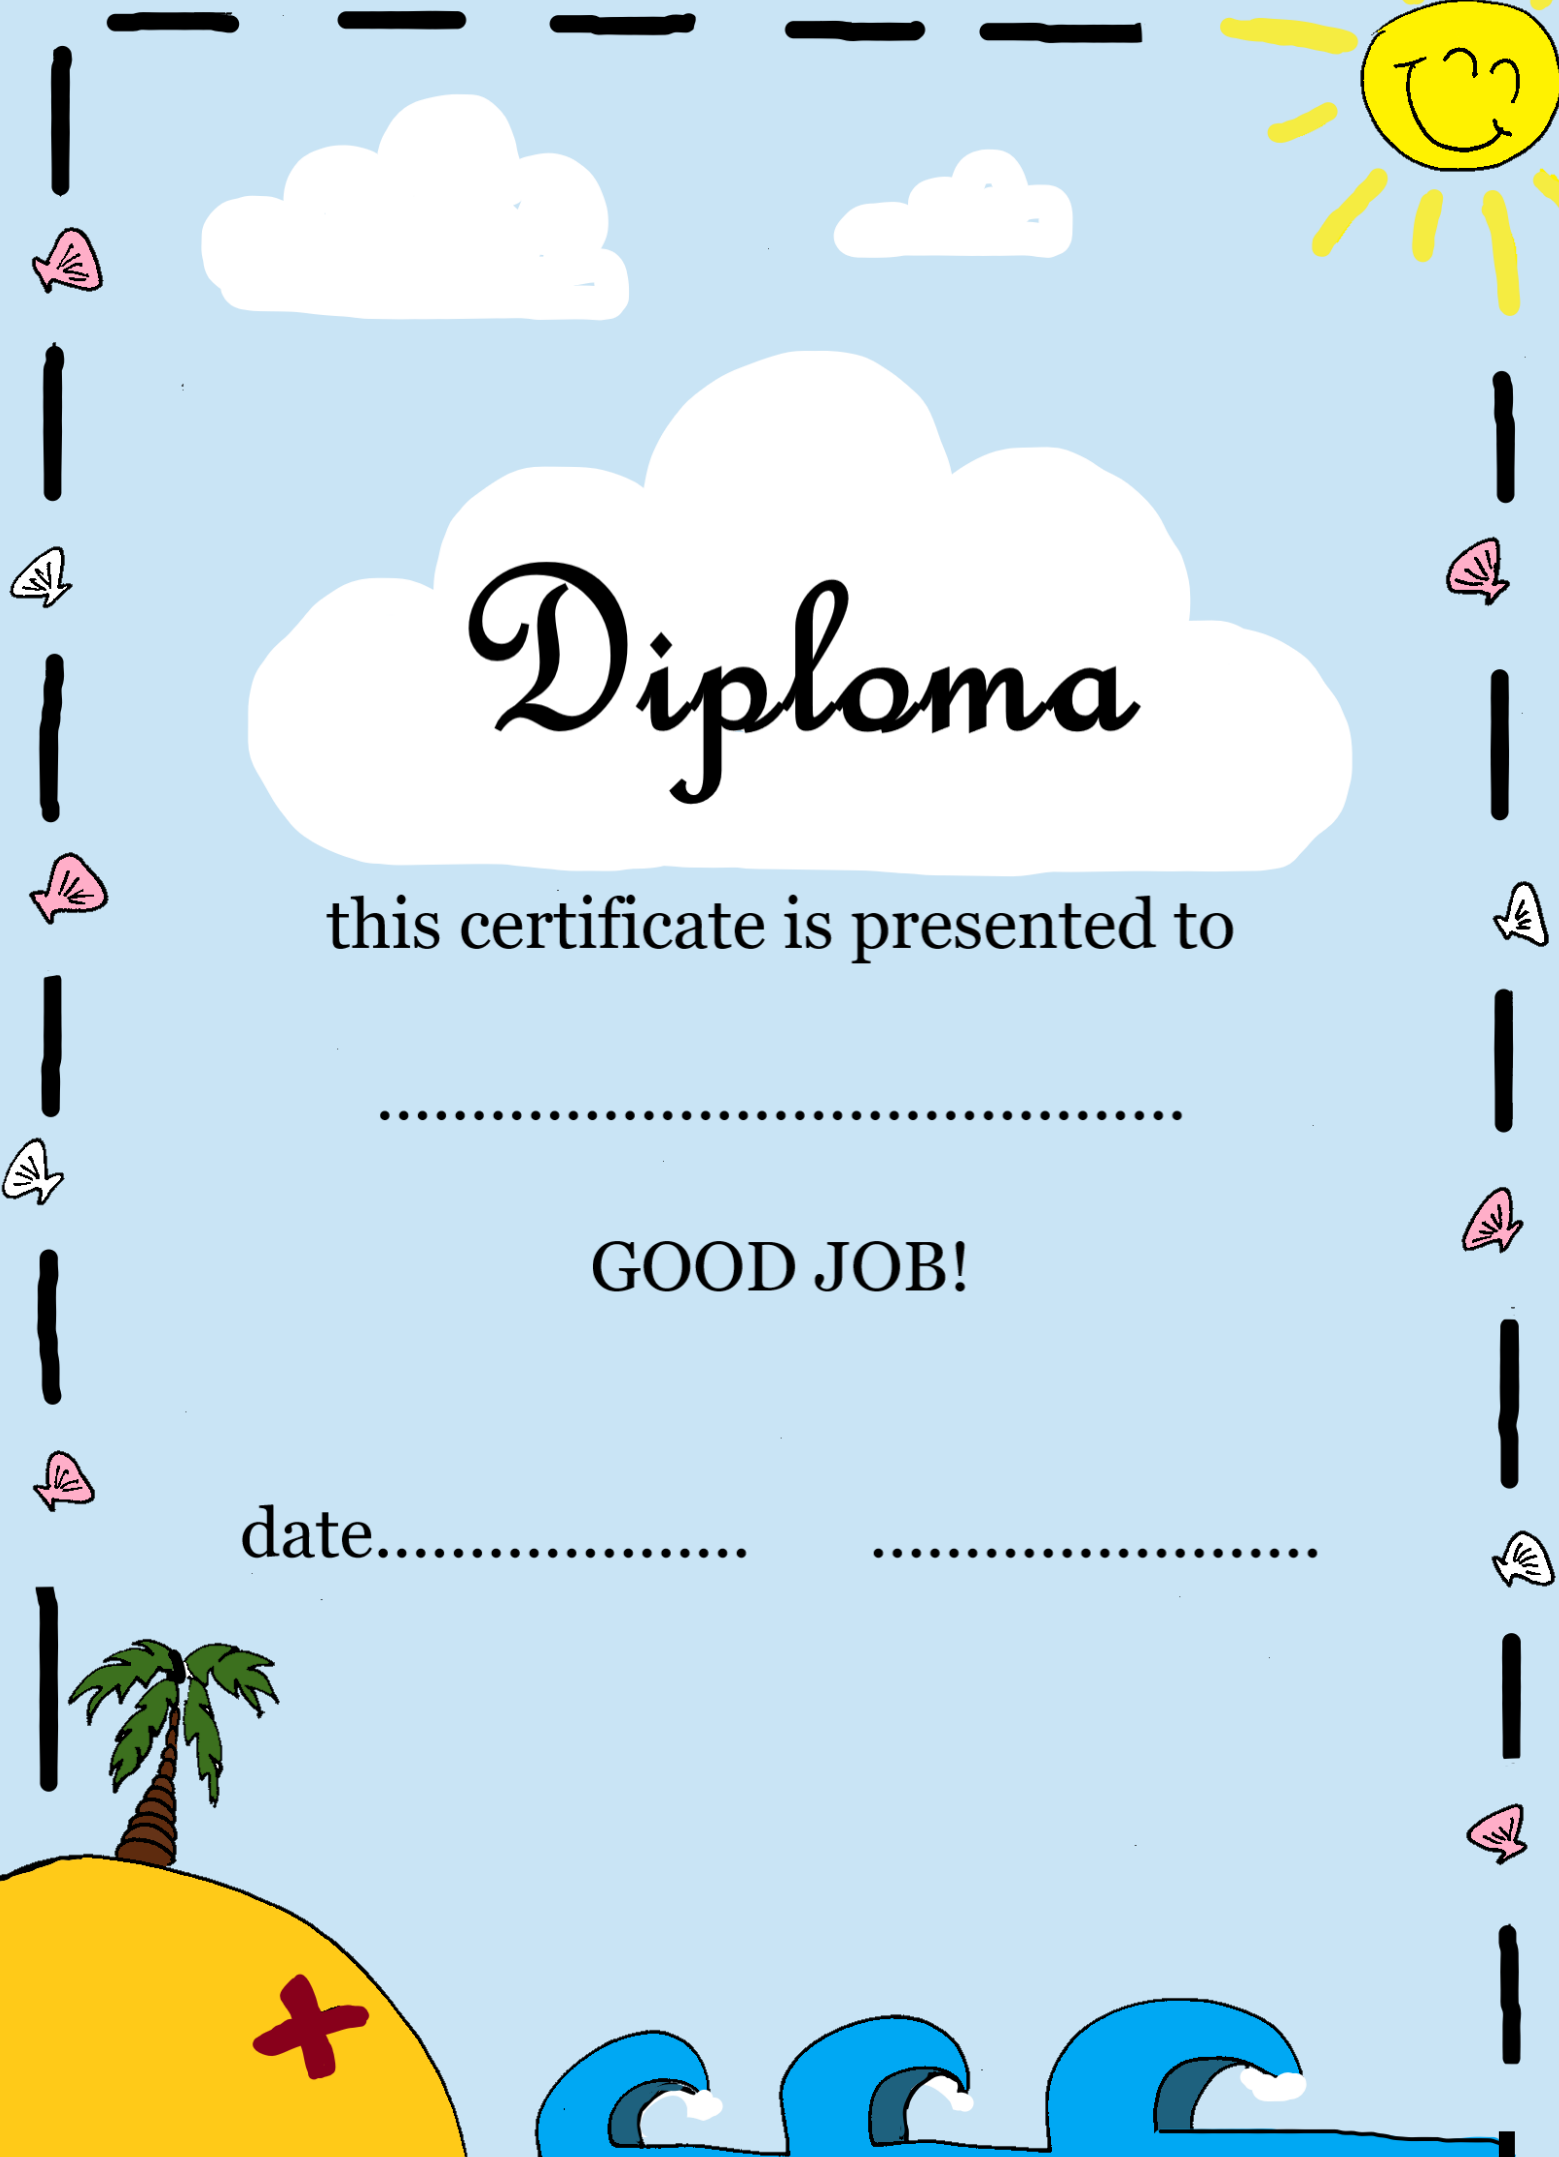 Diploma
this certificate is presented to
...........................................
GOOD JOB!
date.................... ........................